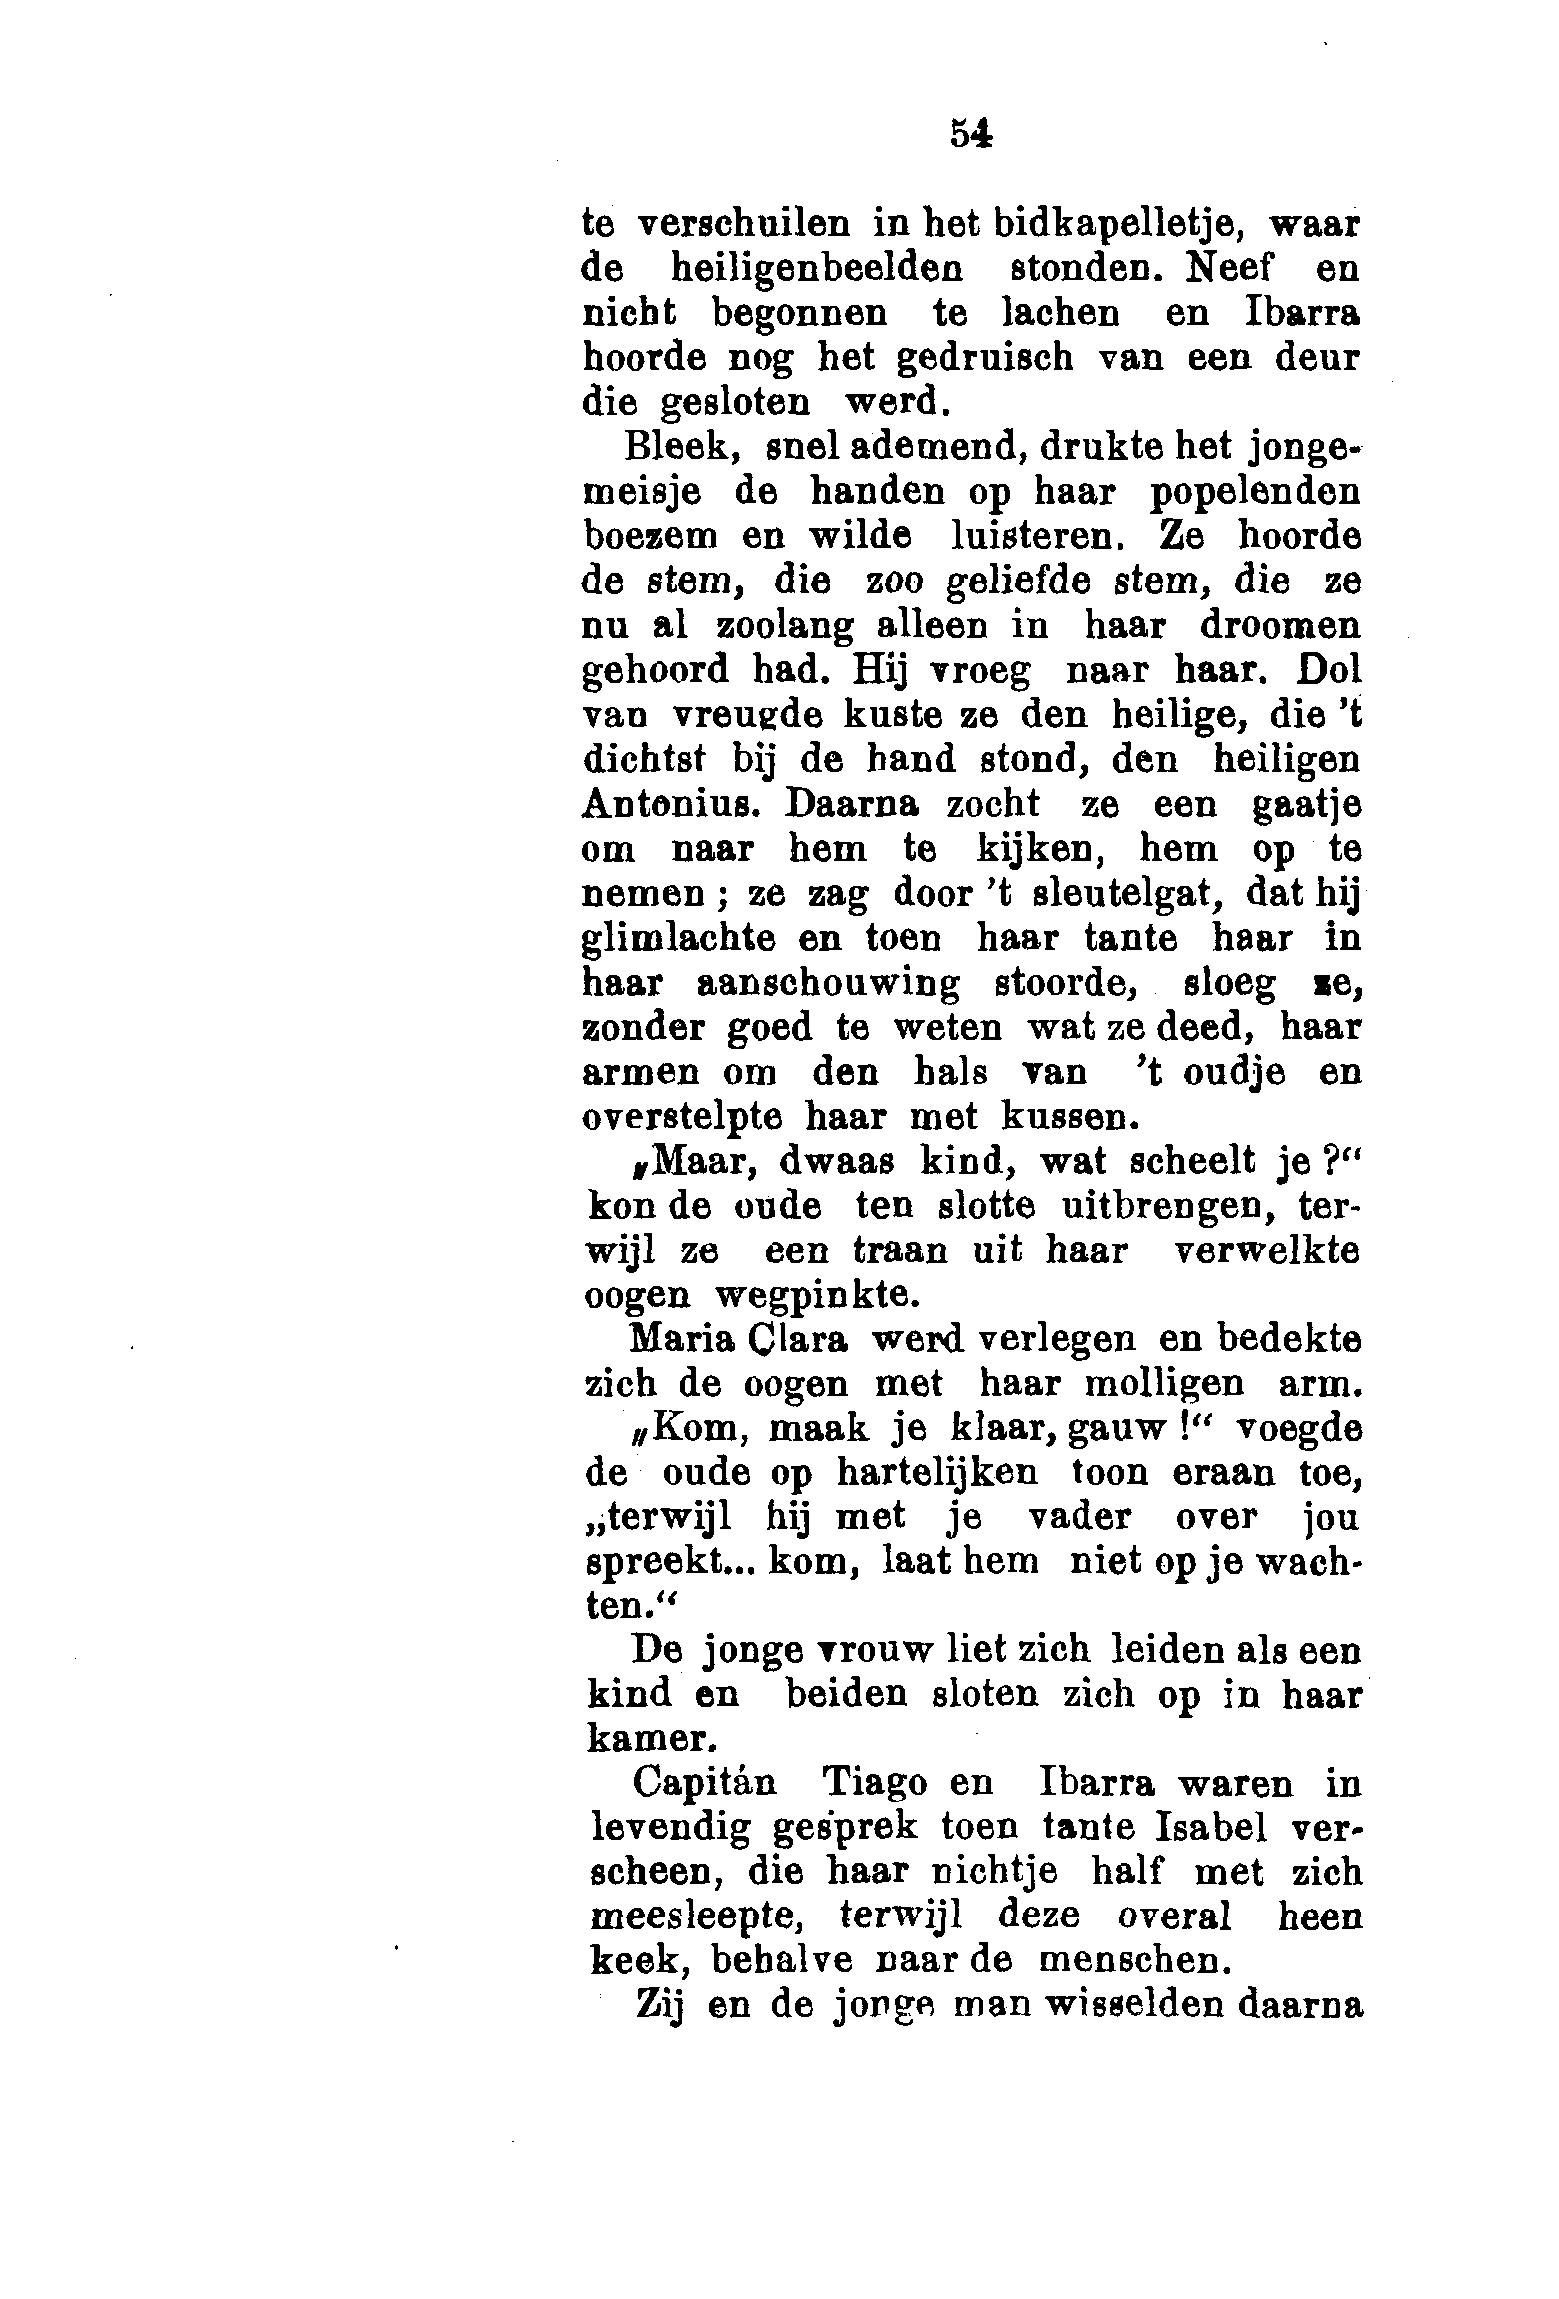 54
te verschuilen in het bidkapelletje, waar
de heiligenbeelden stonden. Neef en
nicht begonnen te lachen en Ibarra
hoorde nog het gedruisch van een deur
die gesloten werd.
Bleek, snel ademend, drukte het jonge-
meisje de handen op haar popelenden
boezem en wilde luisteren. Ze hoorde
de stem, die zoo geliefde stem, die ze
nu al zoolang alleen in haar droomen
gehoord had. Hij vroeg naar haar. Dol
van vreugde kuste ze den heilige, die 't
dichtst bij de hand stond, den heiligen
Antonius. Daarna zocht ze een gaatje
om naar hem te kijken, hem op te
nemen ; ze zag door 't sleutelgat, dat hij
glimlachte en toen haar tante haar in
haar aanschouwing stoorde, sloeg ze,
zonder goed te weten wat ze deed, haar
armen om den hals van 't oudje en
overstelpte haar met kussen.
„Maar, dwaas kind, wat scheelt je ?“
kon de oude ten slotte uitbrengen, ter-
wijl ze een traan uit haar verwelkte
oogen wegpinkte.
Maria Clara werd verlegen en bedekte
zich de oogen met haar molligen arm.
„Kom, maak je klaar, gauw !“ voegde
de oude op hartelijken toon eraan toe,
„terwijl hij met je vader over jou
spreekt... kom, laat hem niet op je wach-
ten.“
De jonge vrouw liet zich leiden als een
kind en beiden sloten zich op in haar
kamer.
Capitán Tiago en Ibarra waren in
levendig gesprek toen tante Isabel ver-
scheen, die haar nichtje half met zich
meesleepte, terwijl deze overal heen
keek, behalve naar de menschen.
Zij en de jonge man wisselden daarna